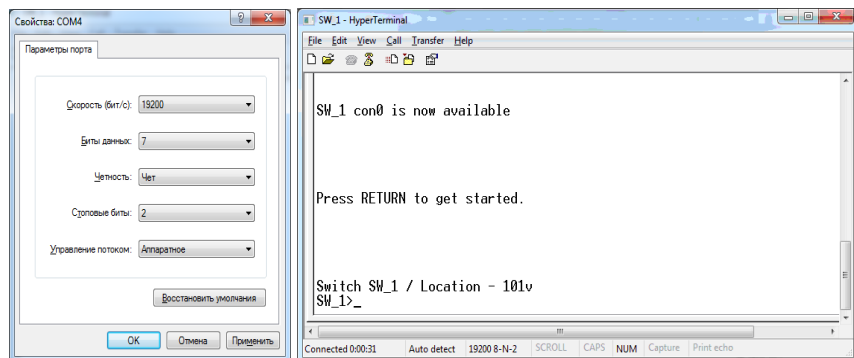 Свойства: COM4
Параметры порта
Скорость (бит/с): 19200
Биты данных: 7
Четность: Чет
Стоповые биты: 2
Управление потоком: Аппаратное
Восстановить умолчания
ОК Отмена Применить
SW_1 - HyperTerminal
File Edit View Call Transfer Help
SW_1 con0 is now available
Press RETURN to get started.
Switch SW_1 / Location - 101v
SW_1>_
Connected 0:00:31 Auto detect 19200 8-N-2 SCROLL CAPS NUM Capture Print echo